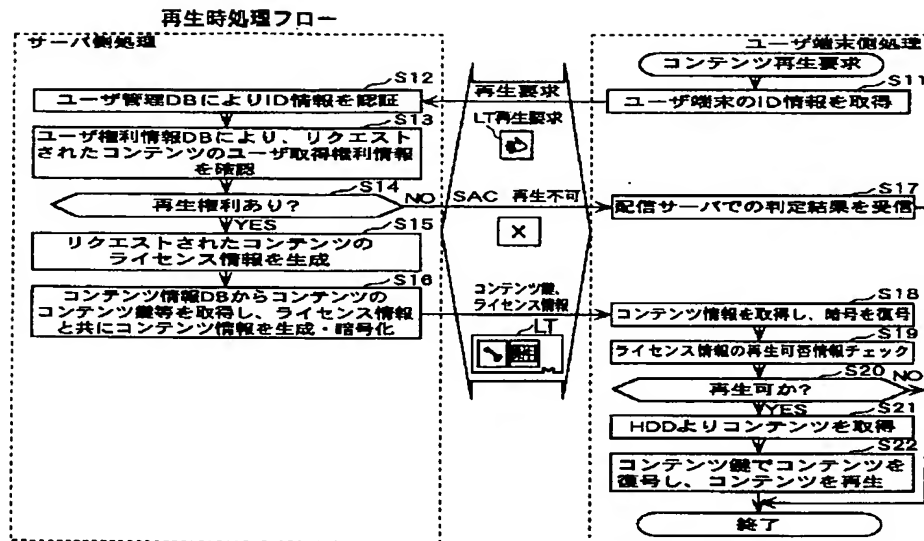 再生時処理フロー
サーバ側処理
S12
ユーザ管理DBによりID情報を認証
S13
ユーザ権利情報DBにより、リクエスト
されたコンテンツのユーザ取得権利情報
を確認
S14
再生権利あり?
NO
YES
S15
リクエストされたコンテンツの
ライセンス情報を生成
S16
コンテンツ情報DBからコンテンツの
コンテンツ鍵等を取得し、ライセンス情報
と共にコンテンツ情報を生成・暗号化
再生要求
LT再生要求
SAC 再生不可
×
コンテンツ鍵、
ライセンス情報
LT
ユーザ端末側処理
コンテンツ再生要求
S11
ユーザ端末のID情報を取得
S17
配信サーバでの判定結果を受信
S18
コンテンツ情報を取得し、暗号を復号
S19
ライセンス情報の再生可否情報チェック
S20
再生可か?
NO
YES
S21
HDDよりコンテンツを取得
S22
コンテンツ鍵でコンテンツを
復号し、コンテンツを再生
終了